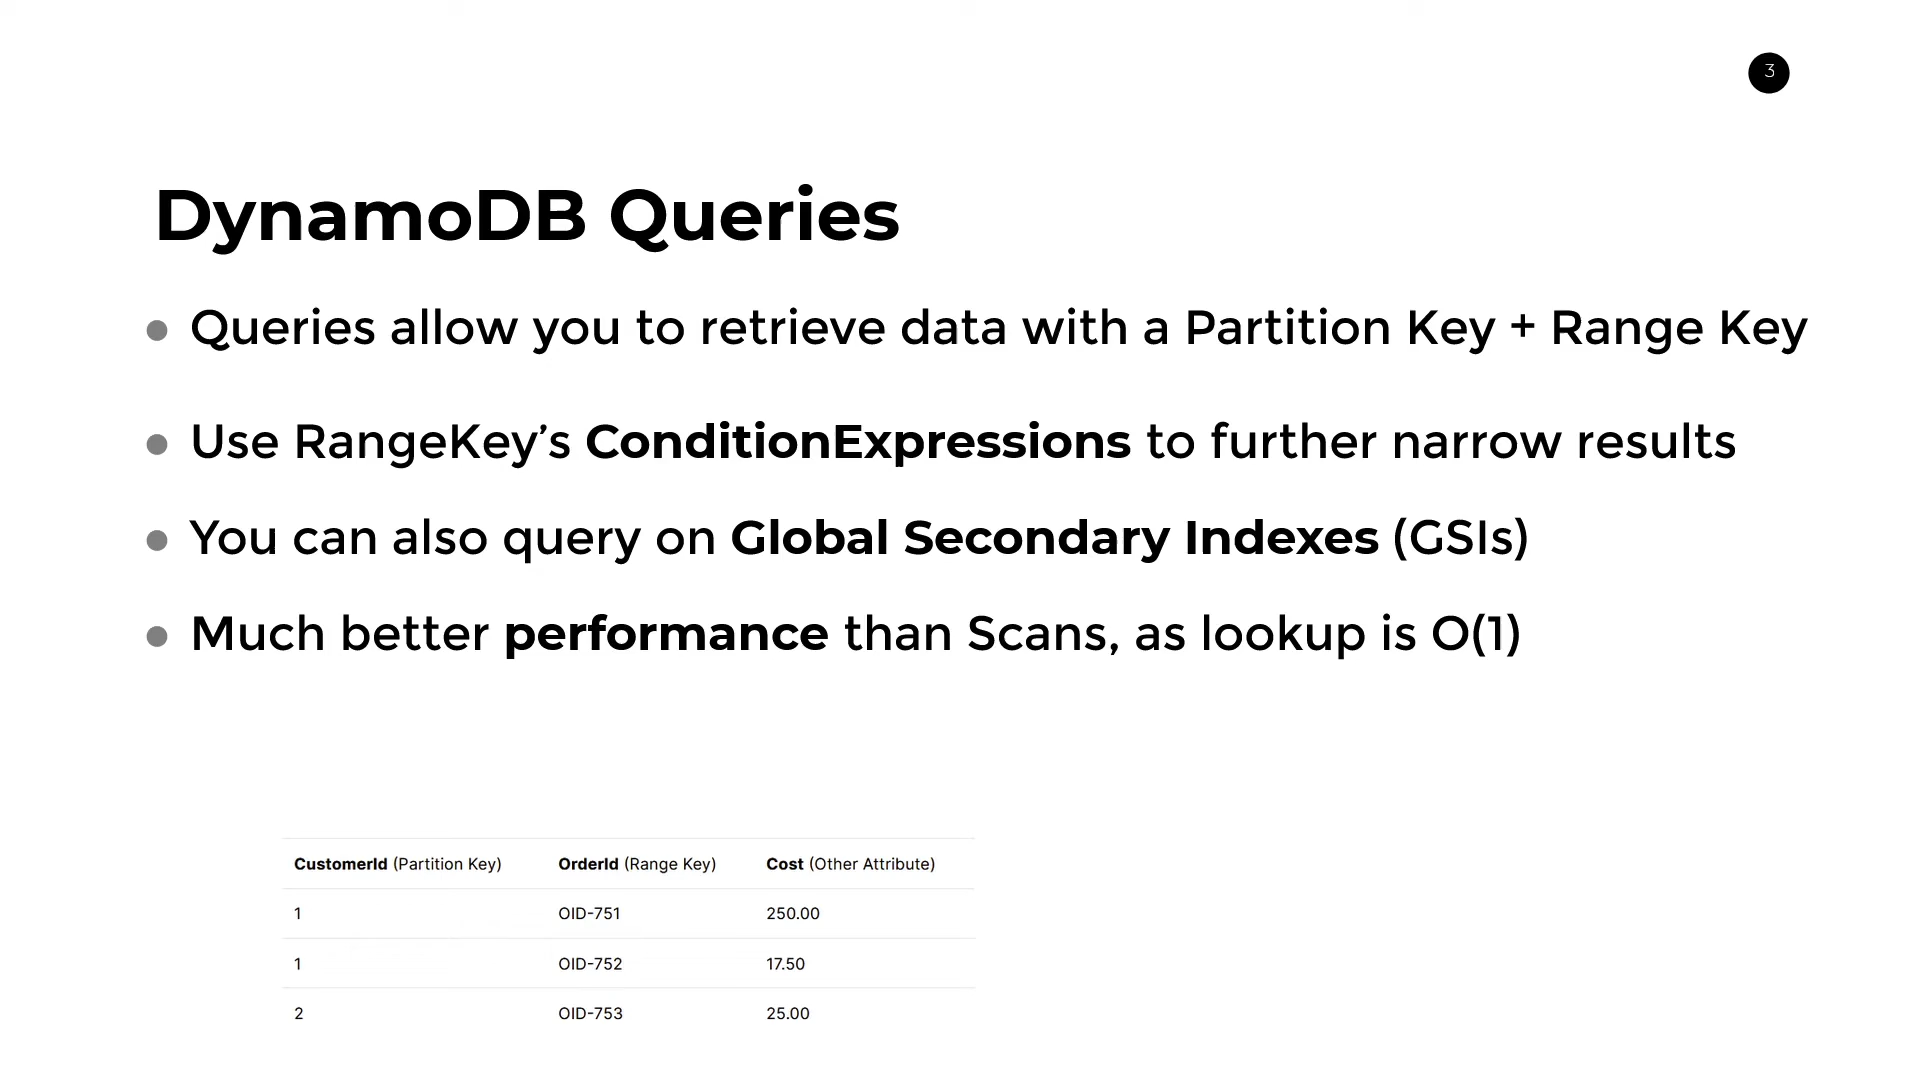 3
DynamoDB Queries
• Queries allow you to retrieve data with a Partition Key + Range Key
• Use RangeKey’s ConditionExpressions to further narrow results
• You can also query on Global Secondary Indexes (GSIs)
• Much better performance than Scans, as lookup is O(1)
CustomerId (Partition Key) OrderId (Range Key) Cost (Other Attribute)
1 OID-751 250.00
1 OID-752 17.50
2 OID-753 25.00